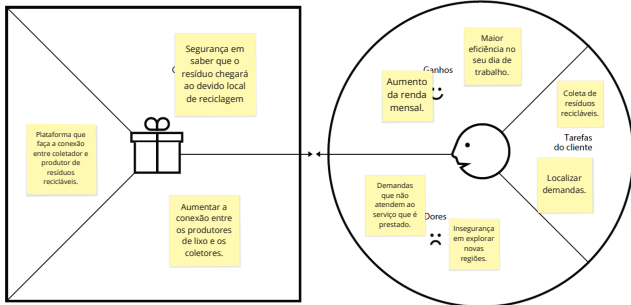 Segurança em
saber que o
resíduo chegará
ao devido local
de reciclagem
Plataforma que
faça a conexão
entre coletador e
produtor de
resíduos
recicláveis.
Aumentar a
conexão entre
os produtores
de lixo e os
coletores.
Maior
eficiência no
seu dia de
trabalho.
Ganhos
Aumento
da renda
mensal.
Coleta de
resíduos
recicláveis.
Tarefas
do cliente
Localizar
demandas.
Demandas
que não
atendem ao
serviço que é
prestado.
Dores
Insegurança
em explorar
novas
regiões.